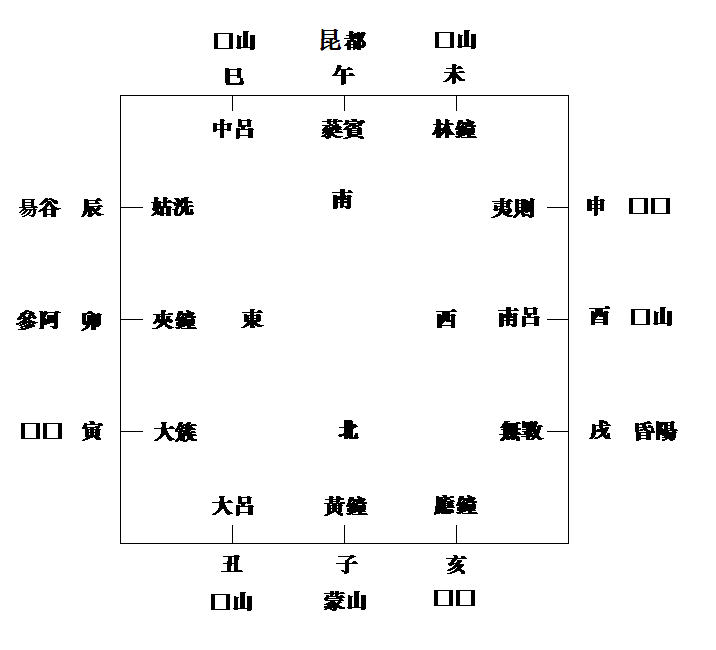 □山 昆都 □山
巳 午 未
中呂 蕤賓 林鐘
南
易谷 辰 姑洗 夷則 申 □□
參阿 卯 夾鐘 東 西 南呂 酉 □山
□□ 寅 大簇 北 無斁 戌 昏陽
大呂 黃鐘 應鐘
丑 子 亥
□山 蒙山 □□